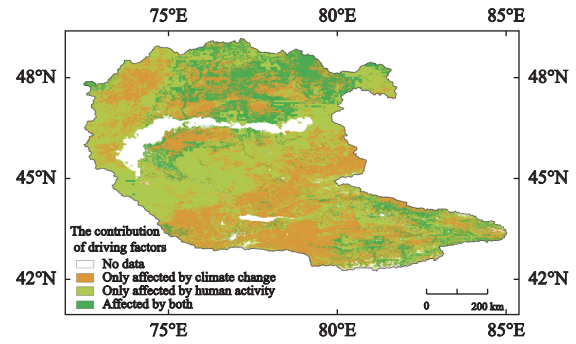 75°E 80°E 85°E
48°N 48°N
45°N 45°N
The contribution
of driving factors
No data
42°N Only affected by climate change 42°N
Only affected by human activity
Affected by both
0 200 km
75°E 80°E 85°E